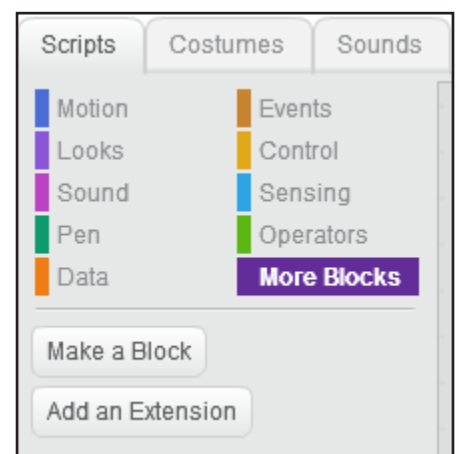 Scripts Costumes Sounds
Motion Events
Looks Control
Sound Sensing
Pen Operators
Data More Blocks
Make a Block
Add an Extension